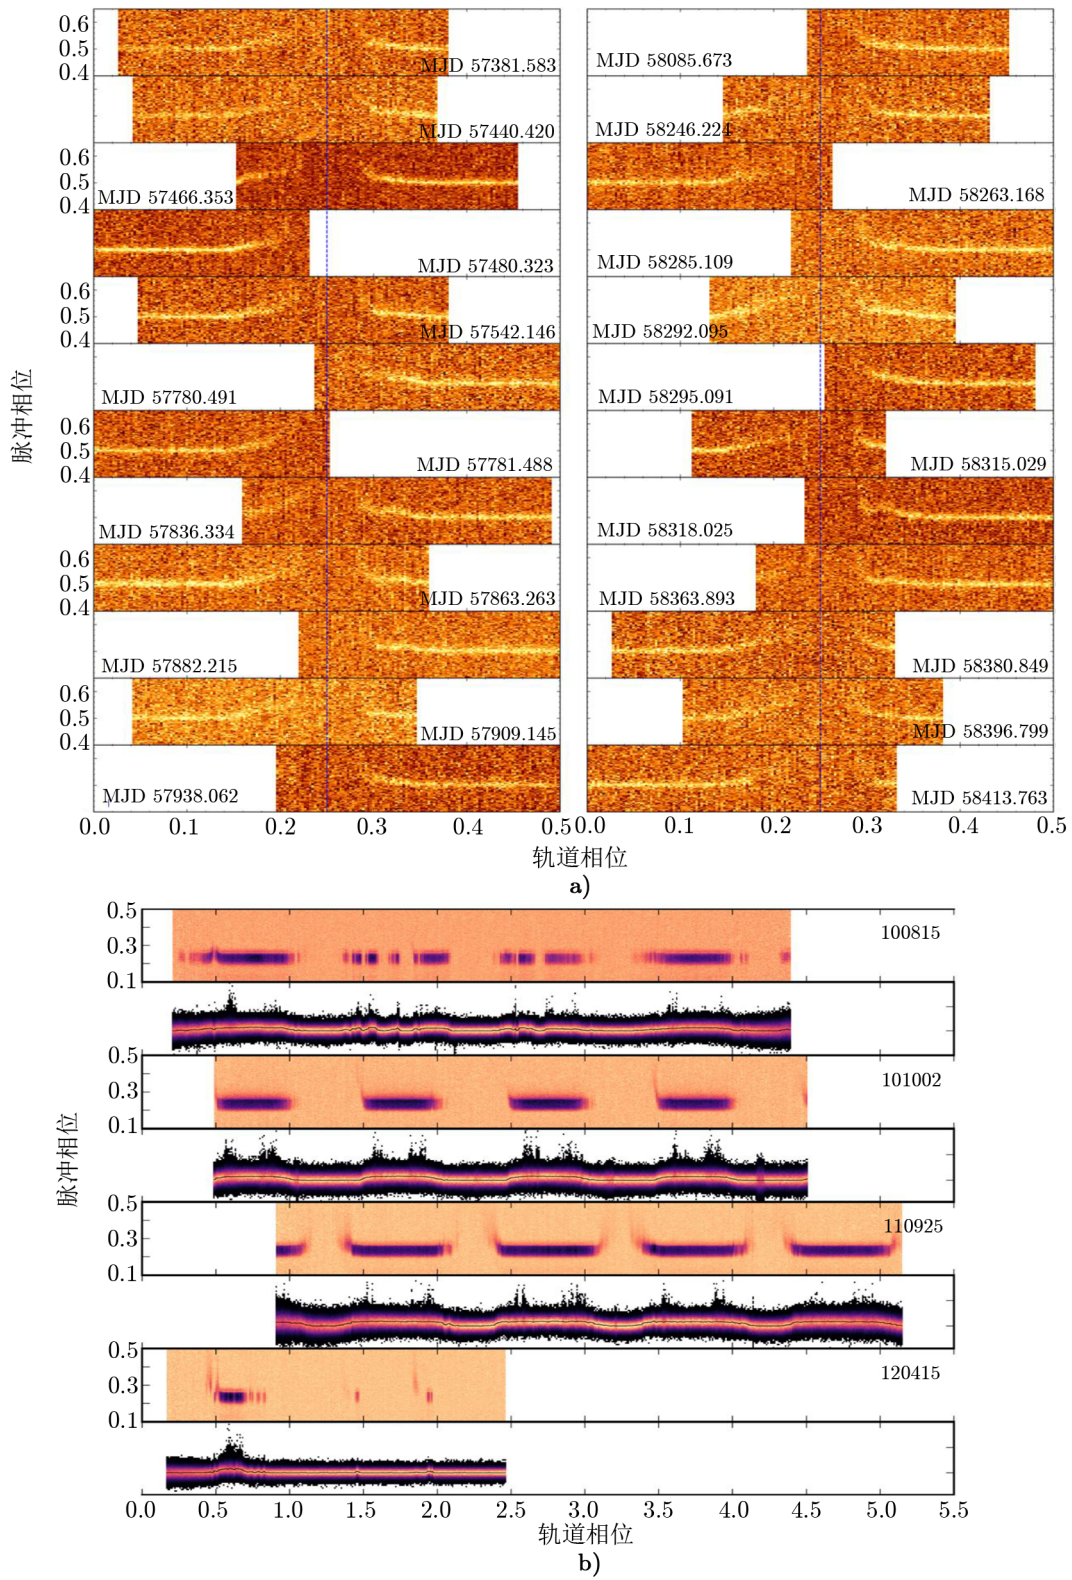 0.6
0.5
0.4
MJD 57381.583
MJD 58085.673
MJD 57440.420
MJD 58246.224
0.6
0.5
0.4
MJD 57466.353
MJD 58263.168
MJD 57480.323
MJD 58285.109
0.6
0.5
0.4
MJD 57542.146
MJD 58292.095
MJD 57780.491
MJD 58295.091
脉冲相位
0.6
0.5
0.4
MJD 57781.488
MJD 58315.029
MJD 57836.334
MJD 58318.025
0.6
0.5
0.4
MJD 57863.263
MJD 58363.893
MJD 57882.215
MJD 58380.849
0.6
0.5
0.4
MJD 57909.145
MJD 58396.799
MJD 57938.062
MJD 58413.763
0.0 0.1 0.2 0.3 0.4 0.5 0.0 0.1 0.2 0.3 0.4 0.5
轨道相位
a)
0.5
0.3
0.1
100815
0.5
0.3
0.1
101002
脉冲相位
0.5
0.3
0.1
110925
0.5
0.3
0.1
120415
0.0 0.5 1.0 1.5 2.0 2.5 3.0 3.5 4.0 4.5 5.0 5.5
轨道相位
b)